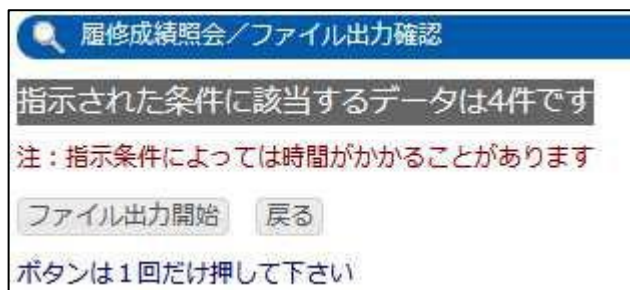 履修成績照会／ファイル出力確認
指示された条件に該当するデータは4件です
注：指示条件によっては時間がかかることがあります
ファイル出力開始 戻る
ボタンは１回だけ押して下さい